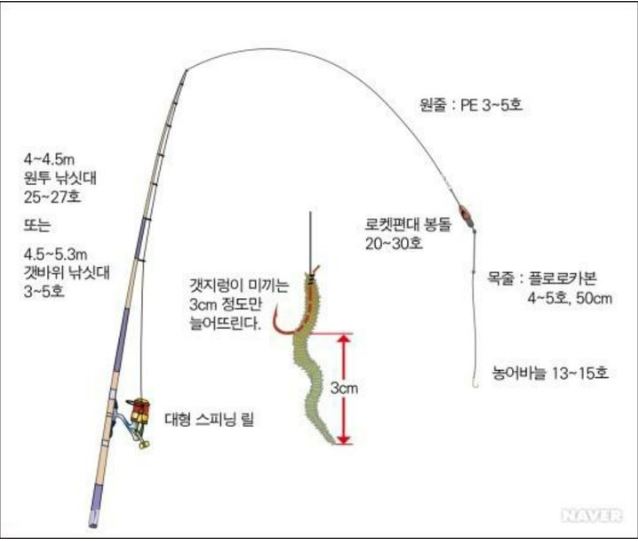 원줄 : PE 3~5호
4~4.5m
원투 낚싯대
25~27호
또는
4.5~5.3m
갯바위 낚싯대
3~5호
로켓편대 봉돌
20~30호
갯지렁이 미끼는
3cm 정도만
늘어뜨린다.
목줄 : 플로로카본
4~5호, 50cm
농어바늘 13~15호
3cm
대형 스피닝 릴
NAVER